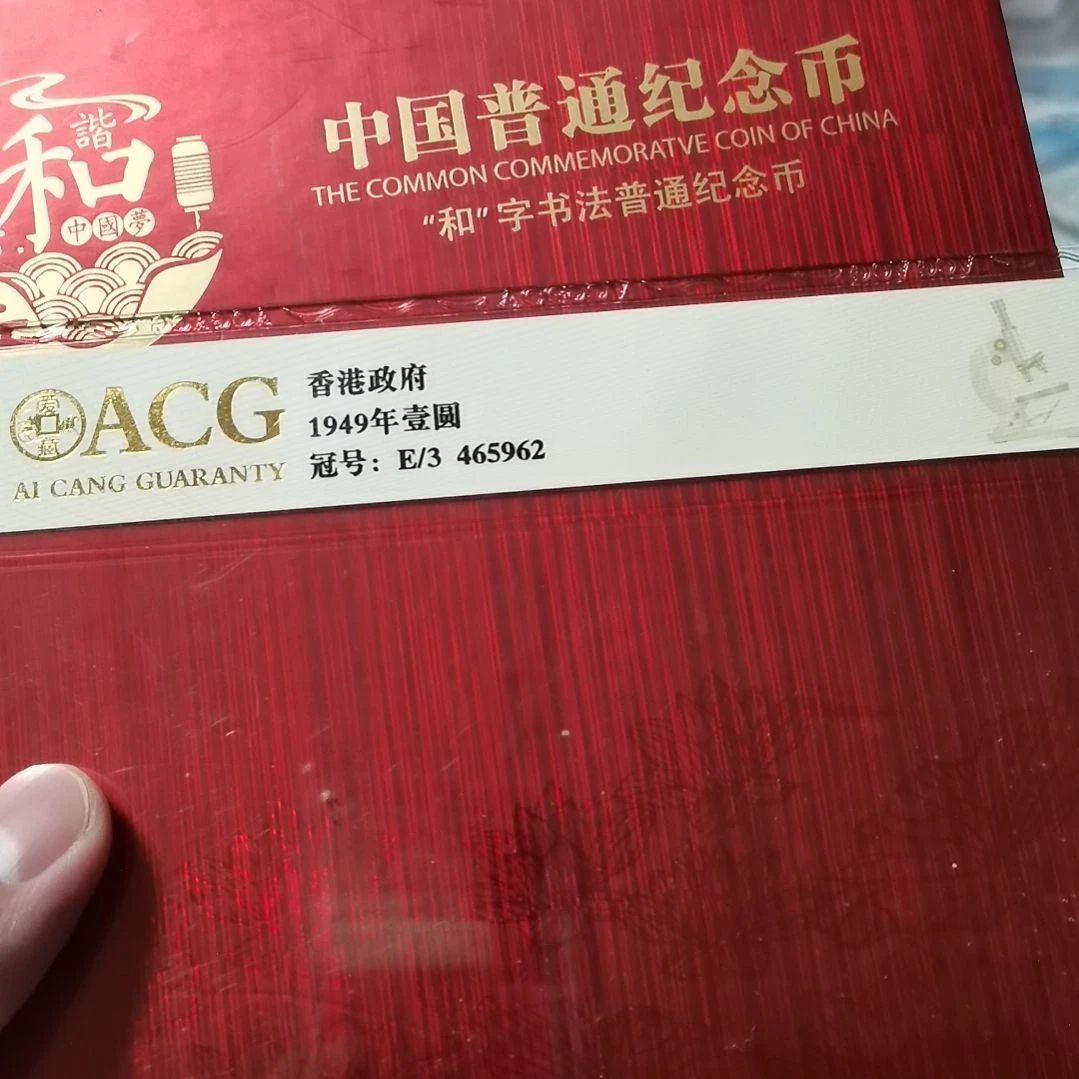 中国普通纪念币
THE COMMON COMMEMORATVE COIN OF CHINA
“和”字书法普通纪念币
諧
和
中國夢
愛藏
ACG
AI CANG GUARANTY
香港政府
1949年壹圓
冠号: E/3 465962